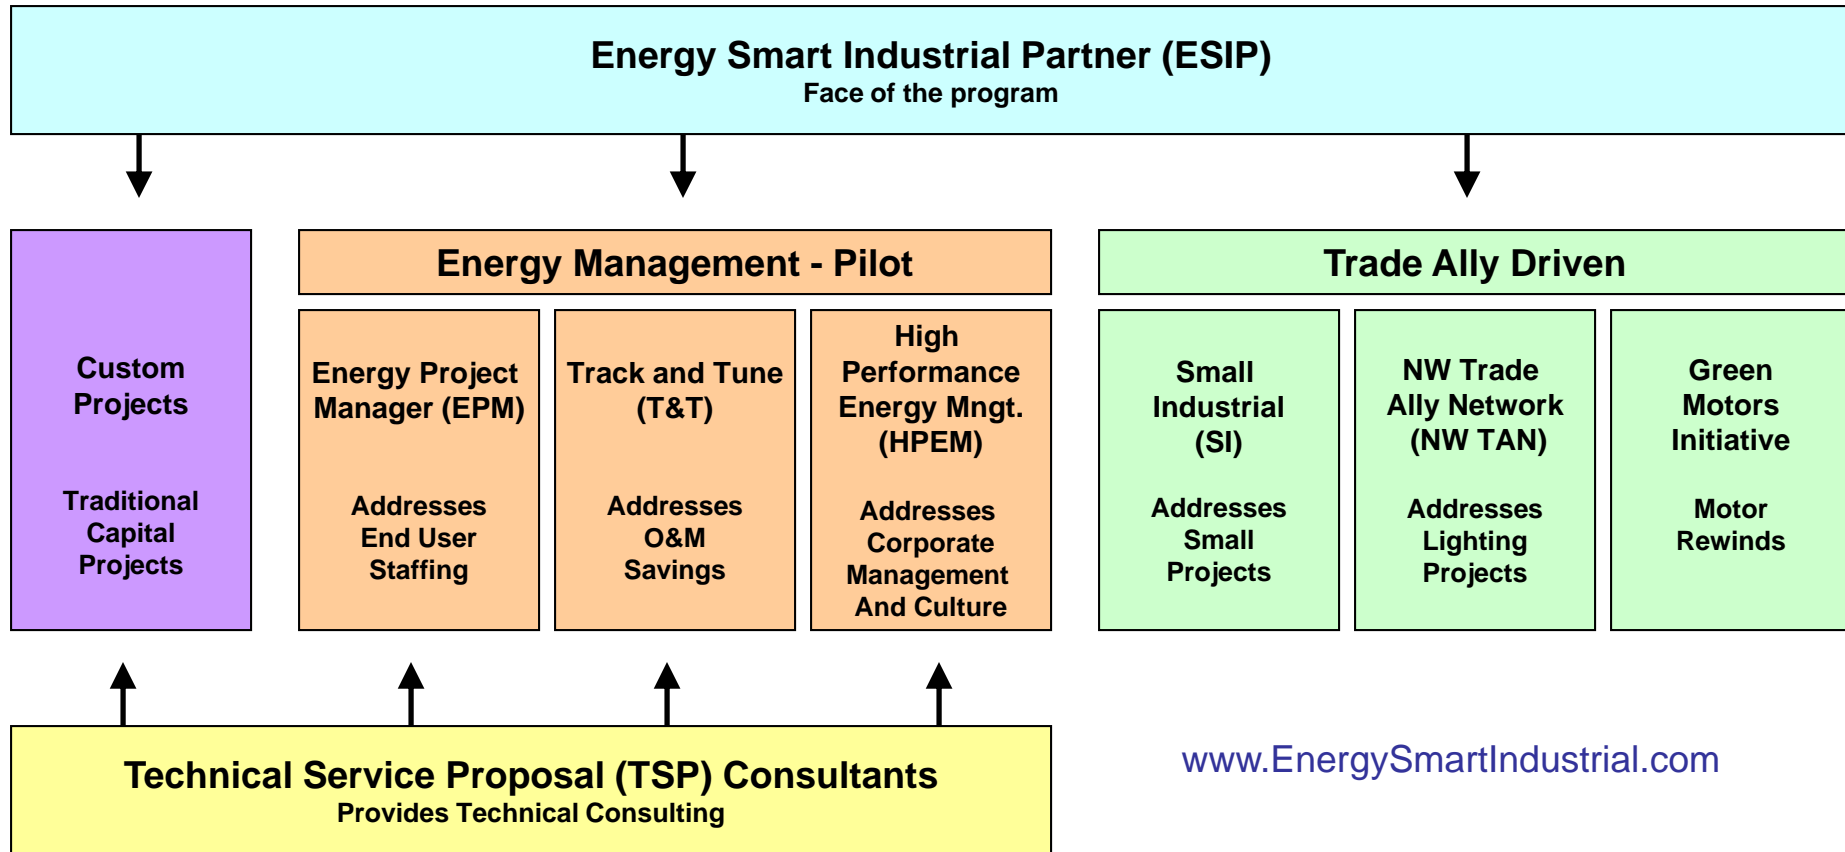 Energy Smart Industrial Partner (ESIP)
Face of the program
Custom
Projects
Traditional
Capital
Projects
Energy Management - Pilot
Energy Project
Manager (EPM)
Addresses
End User
Staffing
Track and Tune
(T&T)
Addresses
O&M
Savings
High
Performance
Energy Mngt.
(HPEM)
Addresses
Corporate
Management
And Culture
Trade Ally Driven
Small
Industrial
(SI)
Addresses
Small
Projects
NW Trade
Ally Network
(NW TAN)
Addresses
Lighting
Projects
Green
Motors
Initiative
Motor
Rewinds
Technical Service Proposal (TSP) Consultants
Provides Technical Consulting
www.EnergySmartIndustrial.com